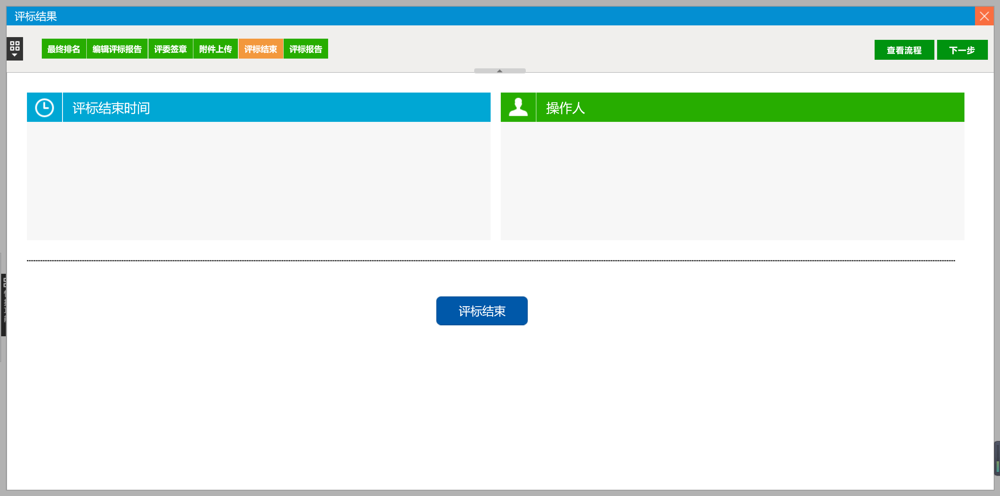 评标结果
最终排名 编辑评标报告 评委签章 附件上传 评标结束 评标报告
查看流程 下一步
评标结束时间
操作人
评标结束